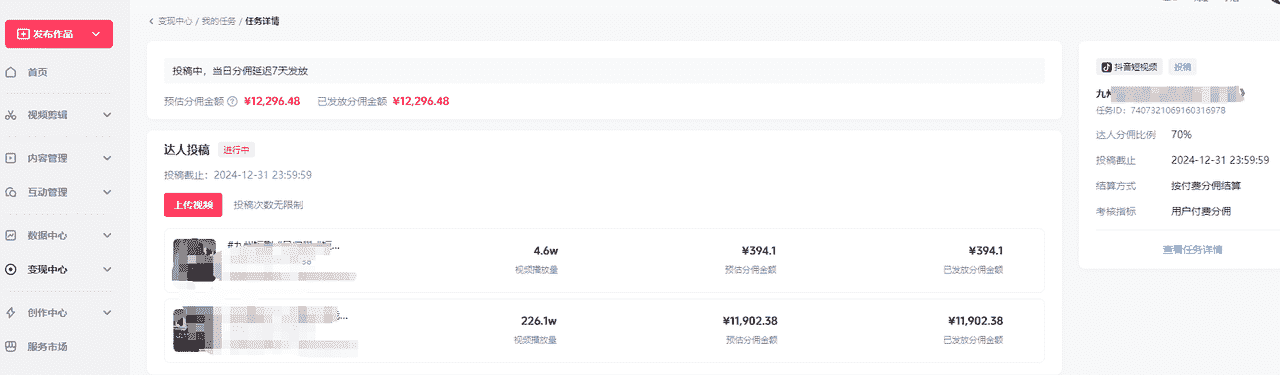 变现中心 / 我的任务 / 任务详情
发布作品
首页
视频剪辑
内容管理
互动管理
数据中心
变现中心
创作中心
服务市场
投稿中，当日分佣延迟7天发放
预估分佣金额 ¥12,296.48 已发放分佣金额 ¥12,296.48
达人投稿 进行中
投稿截止：2024-12-31 23:59:59
上传视频 投稿次数无限制
4.6w ¥394.1 ¥394.1
视频播放量 预估分佣金额 已发放分佣金额
226.1w ¥11,902.38 ¥11,902.38
视频播放量 预估分佣金额 已发放分佣金额
抖音短视频 投稿
九州
任务ID：7407321069160316978
达人分佣比例 70%
投稿截止 2024-12-31 23:59:59
结算方式 按付费分佣结算
考核指标 用户付费分佣
查看任务详情